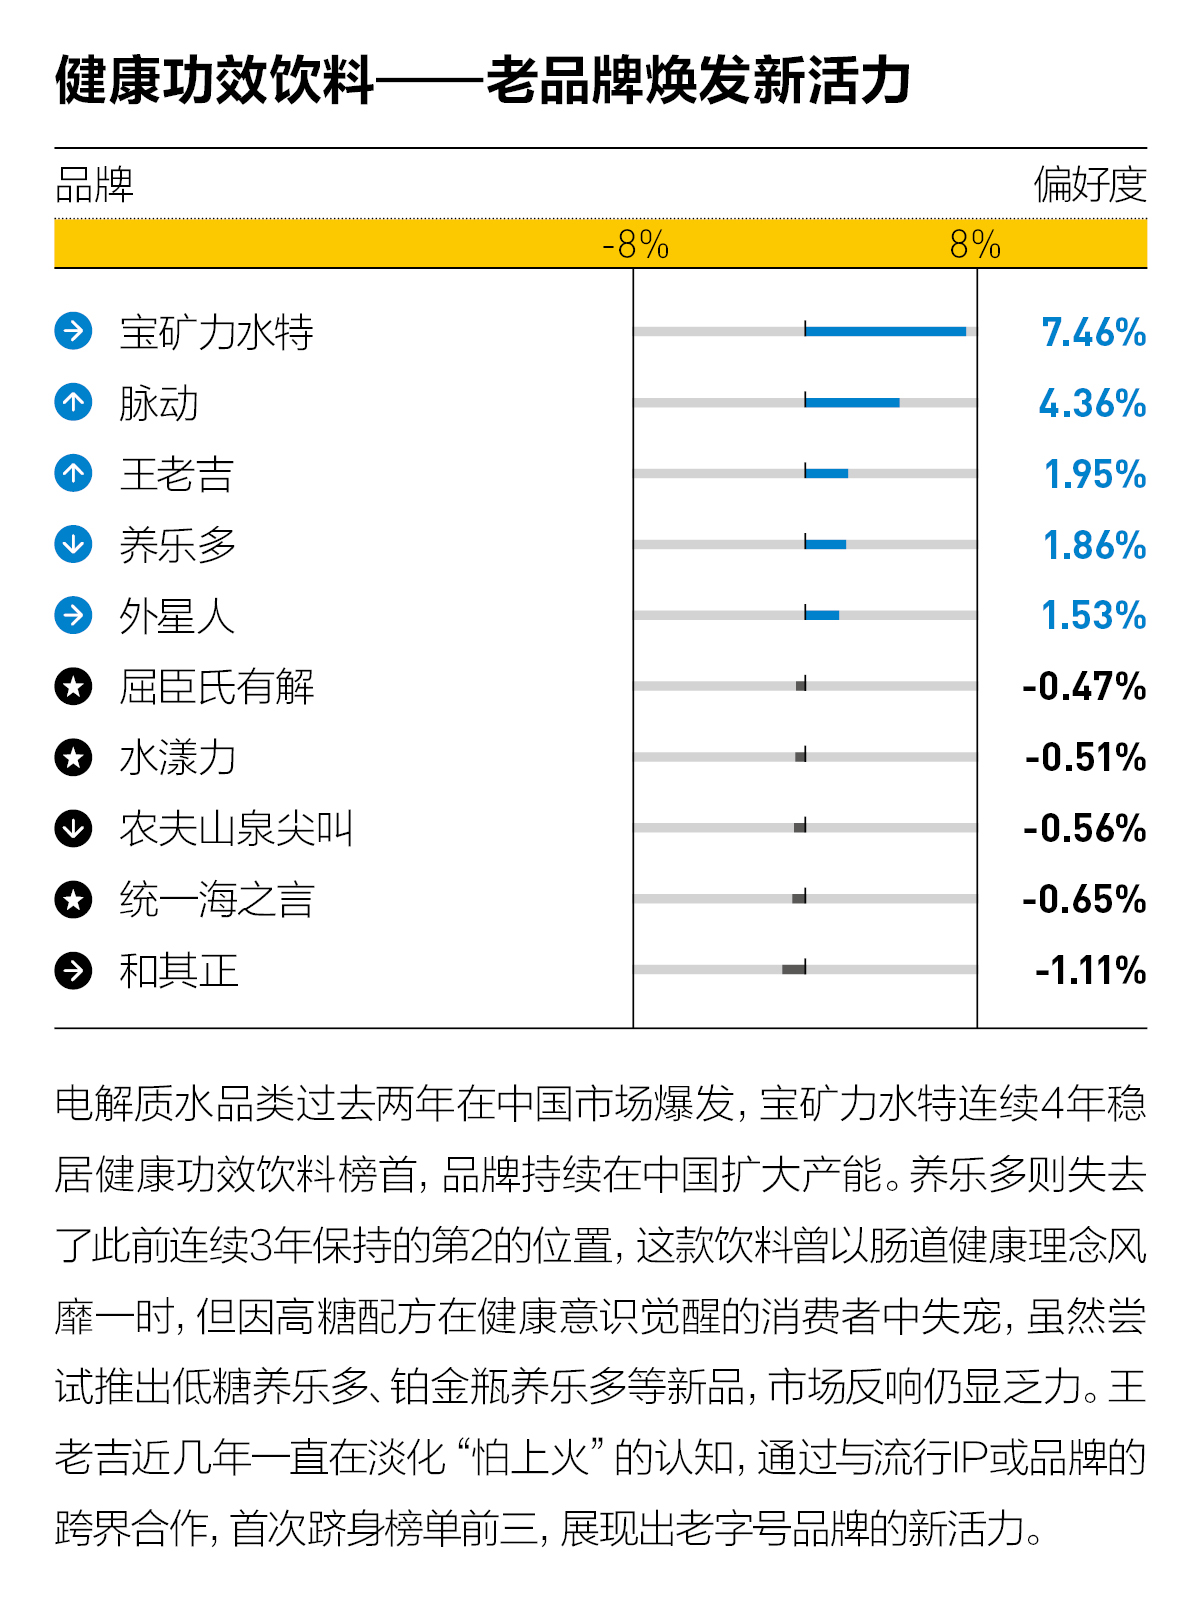 健康功效饮料——老品牌焕发新活力
品牌 偏好度
-8% 8%
宝矿力水特 7.46%
脉动 4.36%
王老吉 1.95%
养乐多 1.86%
外星人 1.53%
屈臣氏有解 -0.47%
水漾力 -0.51%
农夫山泉尖叫 -0.56%
统一海之言 -0.65%
和其正 -1.11%
电解质水品类过去两年在中国市场爆发，宝矿力水特连续4年稳
居健康功效饮料榜首，品牌持续在中国扩大产能。养乐多则失去
了此前连续3年保持的第2的位置，这款饮料曾以肠道健康理念风
靡一时，但因高糖配方在健康意识觉醒的消费者中失宠，虽然尝
试推出低糖养乐多、铂金瓶养乐多等新品，市场反响仍显乏力。王
老吉近几年一直在淡化“怕上火”的认知，通过与流行IP或品牌的
跨界合作，首次跻身榜单前三，展现出老字号品牌的新活力。